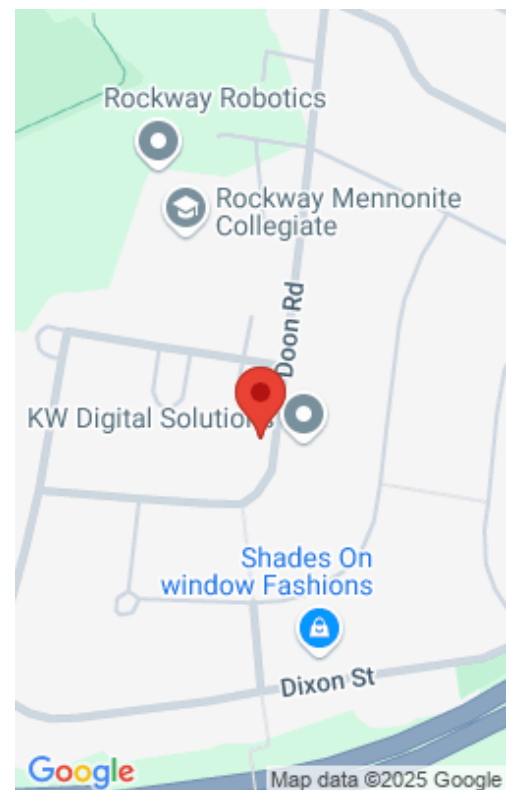 Rockway Robotics
Rockway Mennonite
Collegiate
Doon Rd
KW Digital Solutions
Shades On
window Fashions
Dixon St
Google
Map data ©2025 Google